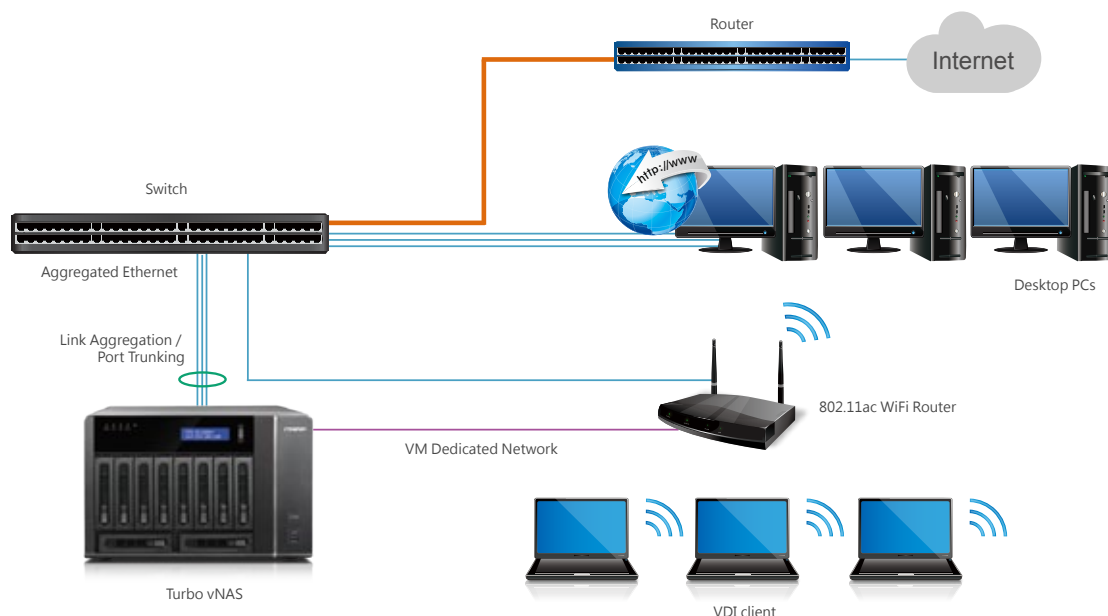 Router
Internet
http://www
Switch
Aggregated Ethernet
Desktop PCs
Link Aggregation /
Port Trunking
802.11ac WiFi Router
VM Dedicated Network
Turbo vNAS
VDI client